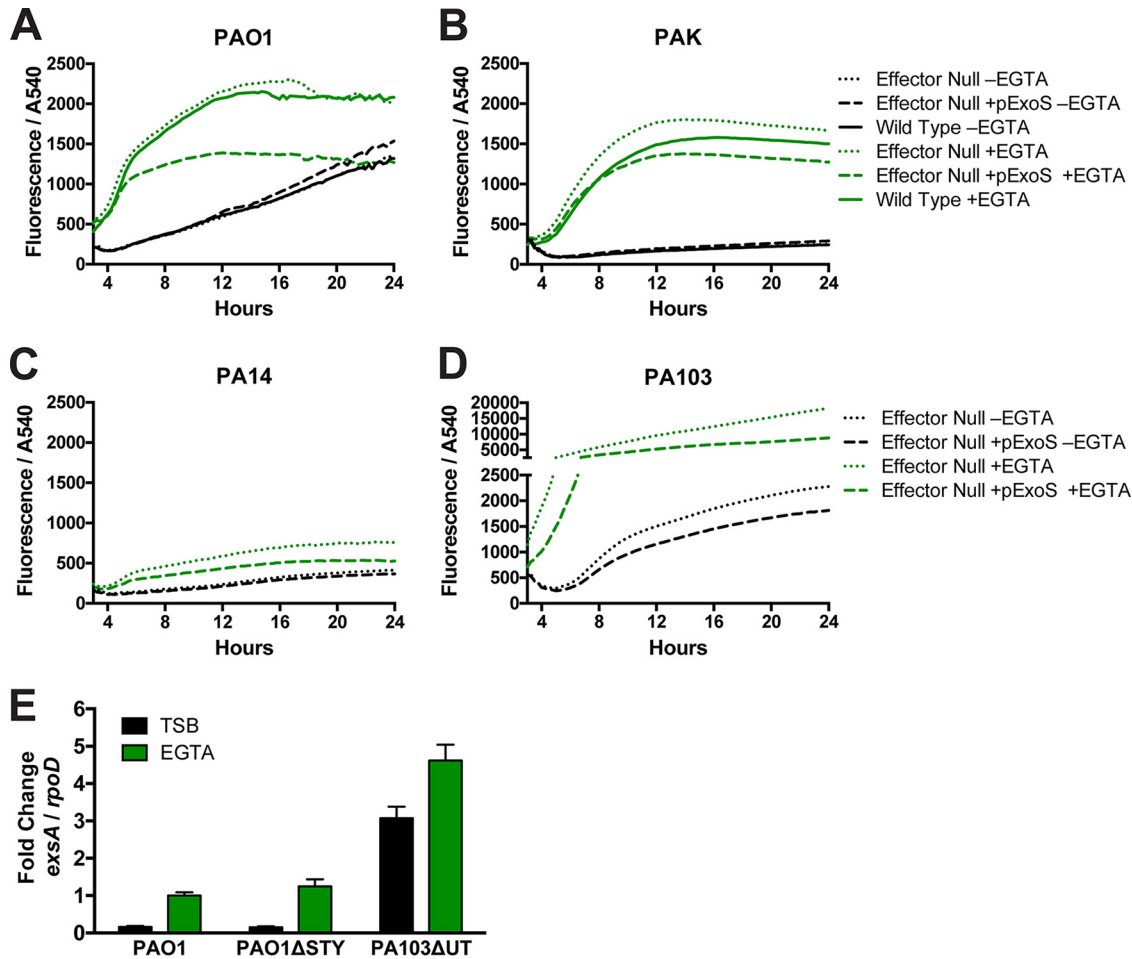 A
PAO1
Fluorescence / A540
2500
2000
1500
1000
500
0
4 8 12 16 20 24
Hours
B
PAK
Fluorescence / A540
2500
2000
1500
1000
500
0
4 8 12 16 20 24
Hours
Effector Null –EGTA
Effector Null +pExoS –EGTA
Wild Type –EGTA
Effector Null +EGTA
Effector Null +pExoS +EGTA
Wild Type +EGTA
C
PA14
Fluorescence / A540
2500
2000
1500
1000
500
0
4 8 12 16 20 24
Hours
D
PA103
Fluorescence / A540
20000
15000
10000
5000
2500
2000
1500
1000
500
0
4 8 12 16 20 24
Hours
Effector Null –EGTA
Effector Null +pExoS –EGTA
Effector Null +EGTA
Effector Null +pExoS +EGTA
E
Fold Change
exsA / rpoD
6
5
4
3
2
1
0
TSB
EGTA
PAO1 PAO1ΔSTY PA103ΔUT